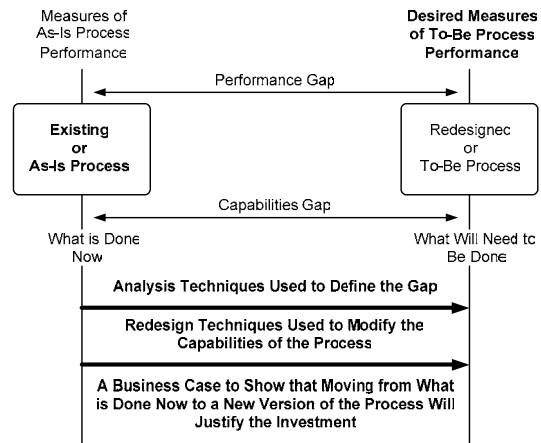 Measures of
As-Is Process
Performance
Desired Measures
of To-Be Process
Performance
Performance Gap
Existing
or
As-Is Process
Redesignec
or
To-Be Process
Capabilities Gap
What is Done
Now
What Will Need to
Be Done
Analysis Techniques Used to Define the Gap
Redesign Techniques Used to Modify the
Capabilities of the Process
A Business Case to Show that Moving from What
is Done Now to a New Version of the Process Will
Justify the Investment